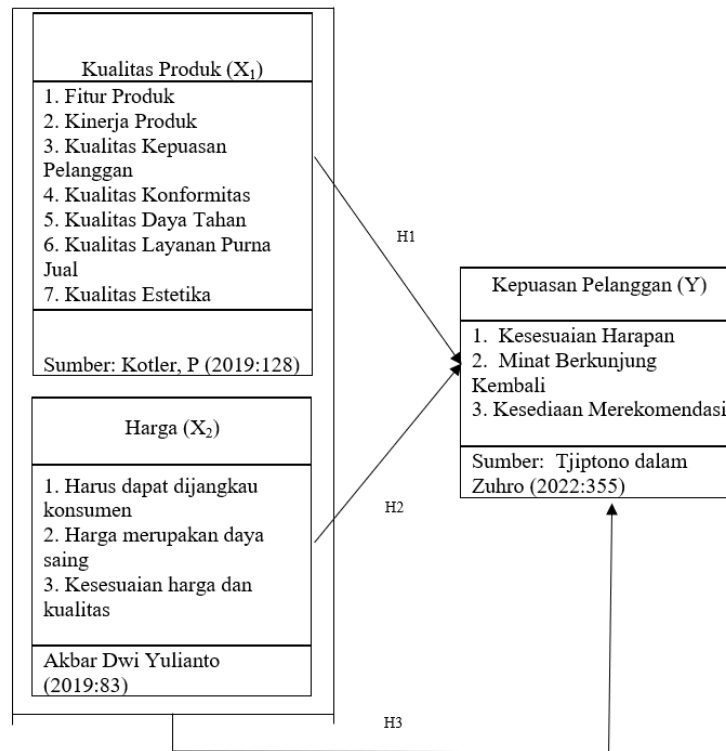 Kualitas Produk (X₁)
1. Fitur Produk
2. Kinerja Produk
3. Kualitas Kepuasan
Pelanggan
4. Kualitas Konformitas
5. Kualitas Daya Tahan
6. Kualitas Layanan Purna
Jual
7. Kualitas Estetika
Sumber: Kotler, P (2019:128)
Harga (X₂)
1. Harus dapat dijangkau
konsumen
2. Harga merupakan daya
saing
3. Kesesuaian harga dan
kualitas
Akbar Dwi Yulianto
(2019:83)
H1
H2
H3
Kepuasan Pelanggan (Y)
1. Kesesuaian Harapan
2. Minat Berkunjung
Kembali
3. Kesediaan Merekomendasi
Sumber: Tjiptono dalam
Zuhro (2022:355)